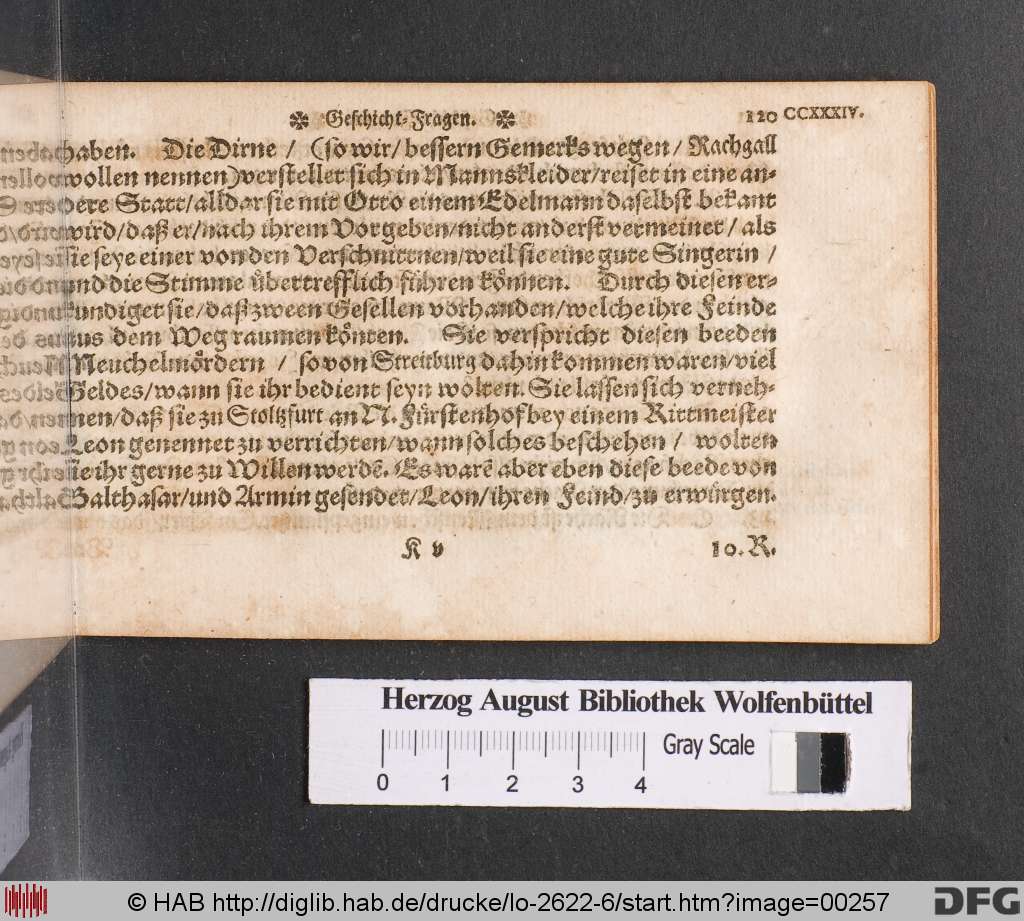 ✼ Geschicht-Fragen. ✼ 120 CCXXXIV.
haben. Die Dirne / (so wir / bessern Gemerks wegen / Rachgall
wollen nennen) verstellet sich in Mannskleider / reiset in eine an-
dere Statt / alldar sie mit Otto einem Edelmann daselbst bekant
wird / daß er / nach ihrem Vorgeben / nicht anderst vermeinet / als
sie seye einer von den Verschnittnen / weil sie eine gute Singerin /
und die Stimme übertrefflich führen können. Durch diesen er-
kundiget sie / daß zween Gesellen vorhanden / welche ihre Feinde
aus dem Weg raumen könten. Sie verspricht diesen beeden
Meuchelmördern / so von Streitburg dahin kommen waren / viel
Geldes / wann sie ihr bedient seyn wolten. Sie lassen sich verneh-
men / daß sie zu Stoltzfurt an N. Fürstenhof bey einem Rittmeister
Leon genennet zu verrichten / wann solches beschehen / wolten
sie ihr gerne zu Willen werdē. Es warē aber eben diese beede von
Balthasar / und Armin gesendet / Leon / ihren Feind / zu erwürgen.
K v 10. R.
Herzog August Bibliothek Wolfenbüttel
Gray Scale
0 1 2 3 4
© HAB http://diglib.hab.de/drucke/lo-2622-6/start.htm?image=00257 DFG